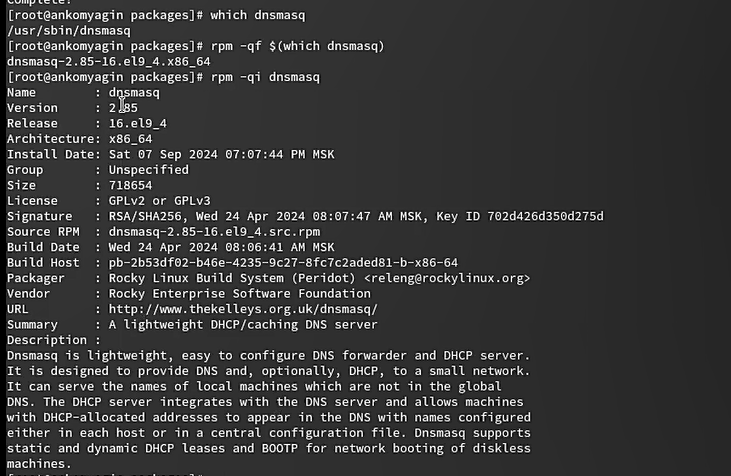 Complete!
[root@ankomyagin packages]# which dnsmasq
/usr/sbin/dnsmasq
[root@ankomyagin packages]# rpm -qf $(which dnsmasq)
dnsmasq-2.85-16.el9_4.x86_64
[root@ankomyagin packages]# rpm -qi dnsmasq
Name        : dnsmasq
Version     : 2.85
Release     : 16.el9_4
Architecture: x86_64
Install Date: Sat 07 Sep 2024 07:07:44 PM MSK
Group       : Unspecified
Size        : 718654
License     : GPLv2 or GPLv3
Signature   : RSA/SHA256, Wed 24 Apr 2024 08:07:47 AM MSK, Key ID 702d426d350d275d
Source RPM  : dnsmasq-2.85-16.el9_4.src.rpm
Build Date  : Wed 24 Apr 2024 08:06:41 AM MSK
Build Host  : pb-2b53df02-b46e-4235-9c27-8fc7c2aded81-b-x86-64
Packager    : Rocky Linux Build System (Peridot) <releng@rockylinux.org>
Vendor      : Rocky Enterprise Software Foundation
URL         : http://www.thekelleys.org.uk/dnsmasq/
Summary     : A lightweight DHCP/caching DNS server
Description :
Dnsmasq is lightweight, easy to configure DNS forwarder and DHCP server.
It is designed to provide DNS and, optionally, DHCP, to a small network.
It can serve the names of local machines which are not in the global
DNS. The DHCP server integrates with the DNS server and allows machines
with DHCP-allocated addresses to appear in the DNS with names configured
either in each host or in a central configuration file. Dnsmasq supports
static and dynamic DHCP leases and BOOTP for network booting of diskless
machines.